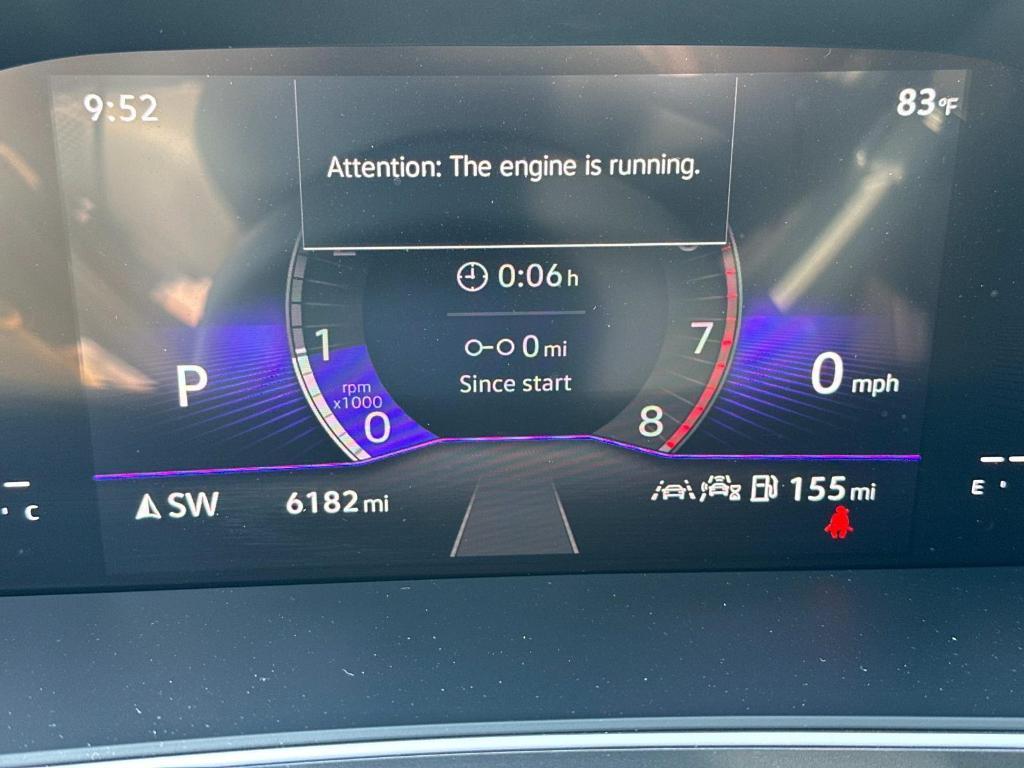 9:52
83°F
Attention: The engine is running.
0:06 h
1
7
rpm
x1000
0 mi
P
0 mph
Since start
0
8
SW
6182 mi
155 mi
C
E